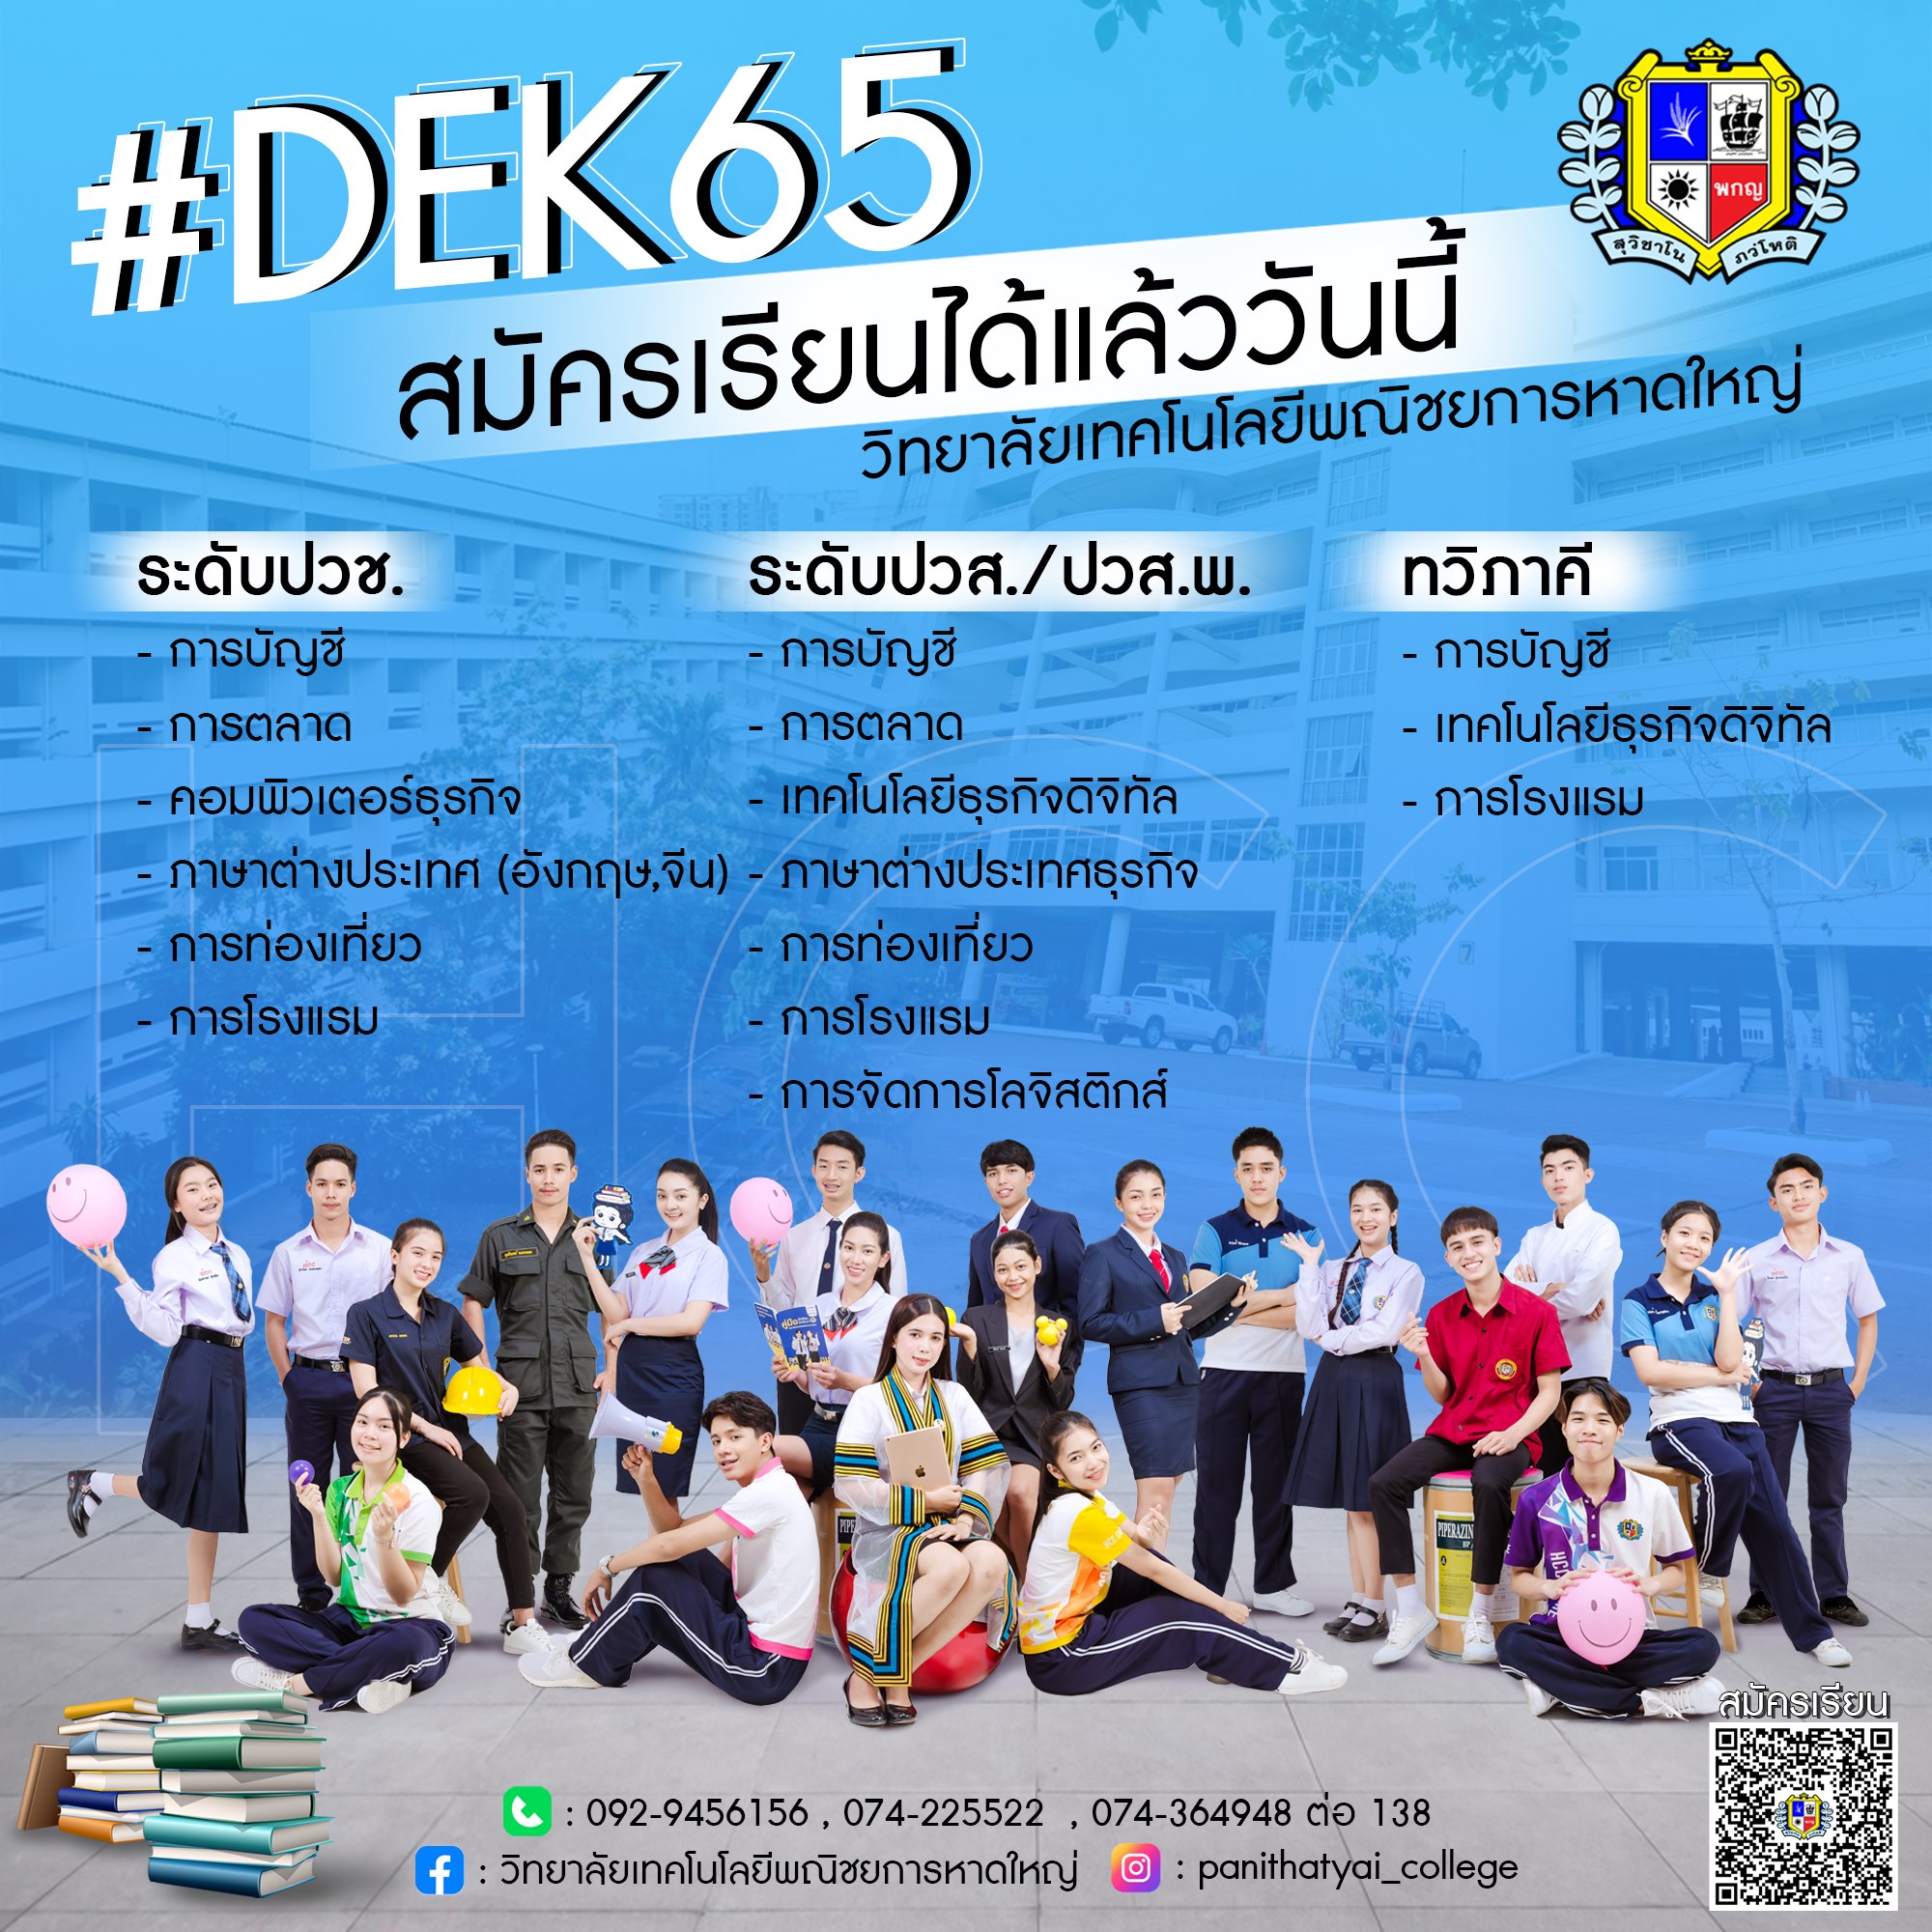 #DEK65
พกญ
สุวิชาโน ภวํโหติ
สมัครเรียนได้แล้ววันนี้
วิทยาลัยเทคโนโลยีพณิชยการหาดใหญ่
ระดับปวช.
- การบัญชี
- การตลาด
- คอมพิวเตอร์ธุรกิจ
- ภาษาต่างประเทศ (อังกฤษ,จีน)
- การท่องเที่ยว
- การโรงแรม
ระดับปวส./ปวส.พ.
- การบัญชี
- การตลาด
- เทคโนโลยีธุรกิจดิจิทัล
- ภาษาต่างประเทศธุรกิจ
- การท่องเที่ยว
- การโรงแรม
- การจัดการโลจิสติกส์
ทวิภาคี
- การบัญชี
- เทคโนโลยีธุรกิจดิจิทัล
- การโรงแรม
HCC
คู่มือ
สมัครเรียน
: 092-9456156 , 074-225522 , 074-364948 ต่อ 138
: วิทยาลัยเทคโนโลยีพณิชยการหาดใหญ่
: panithatyai_college